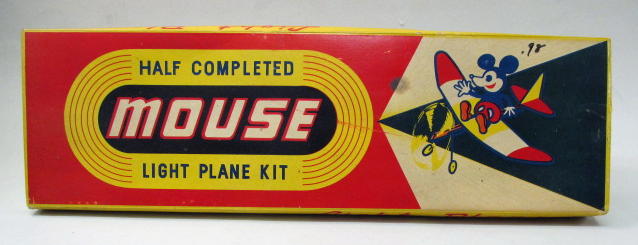 HALF COMPLETED
MOUSE
LIGHT PLANE KIT
.98